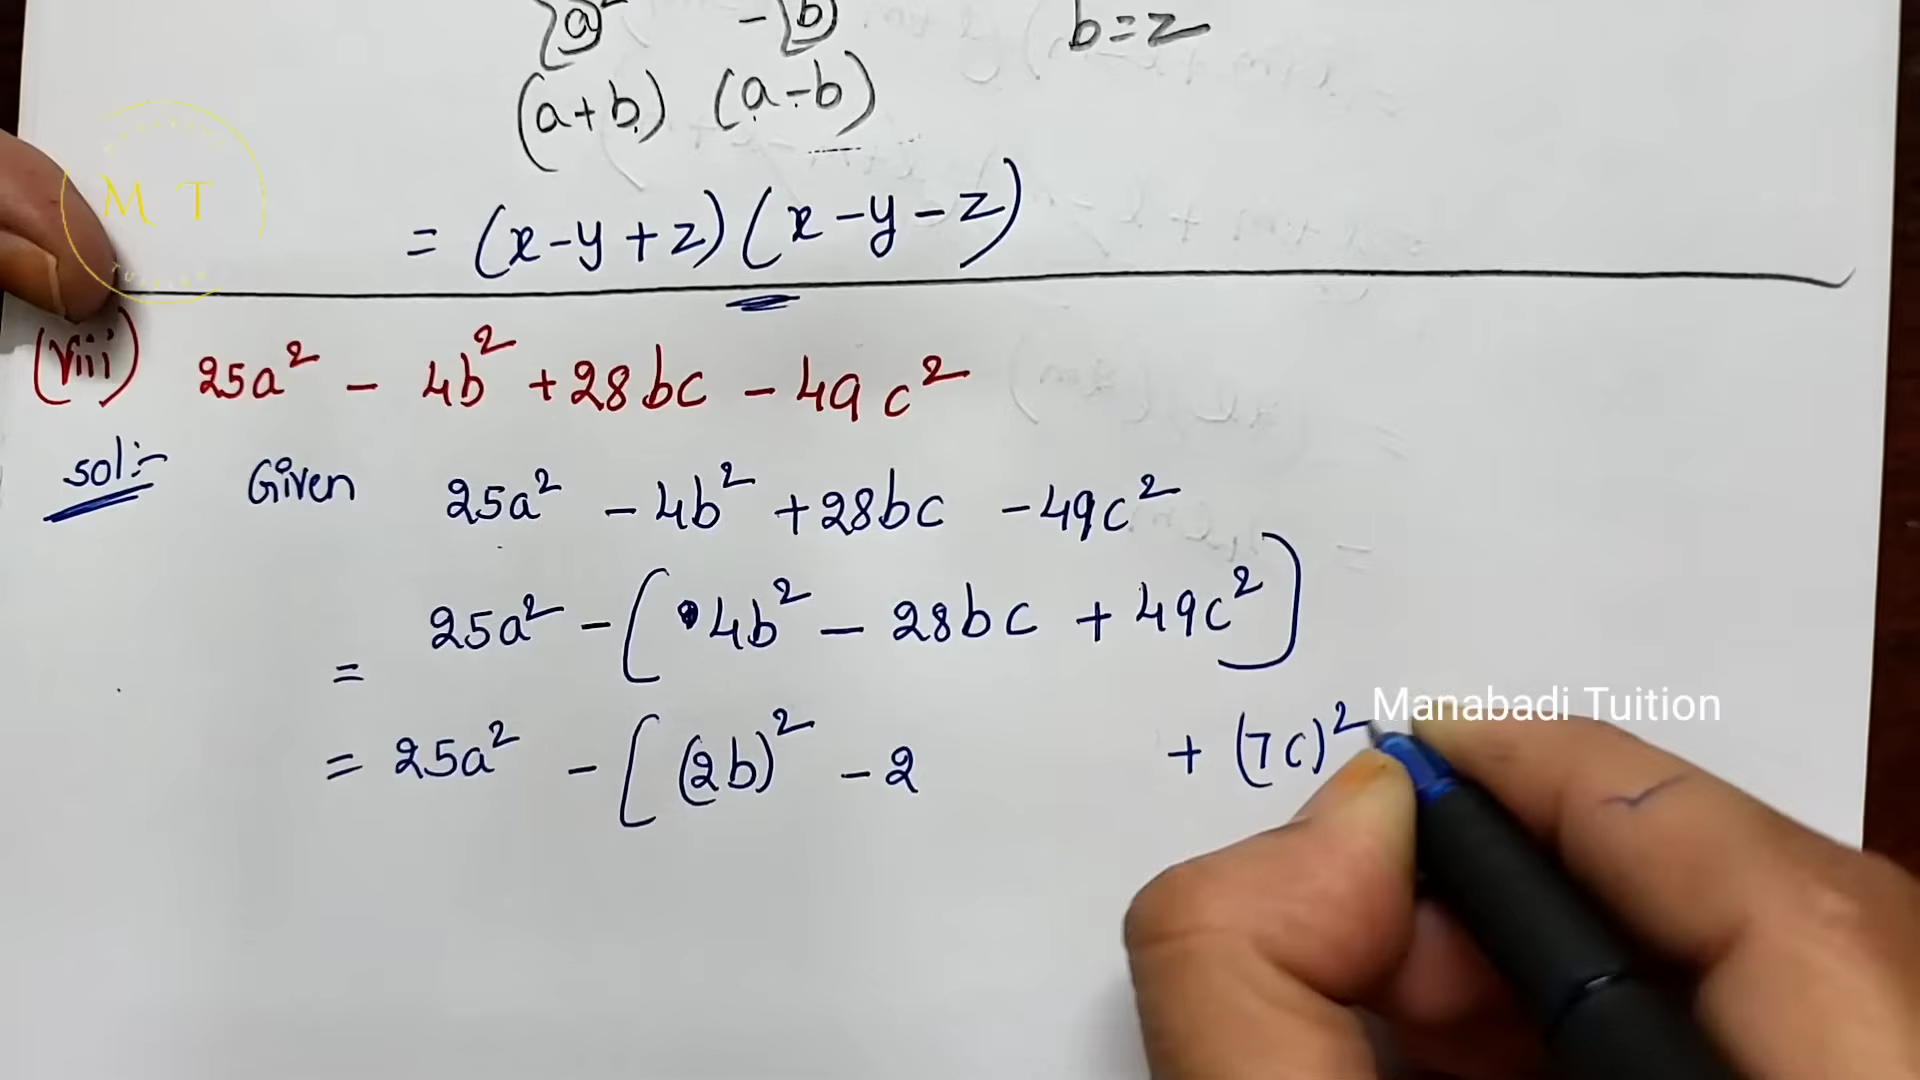 a² - b b=z
(a+b) (a-b)
= (x-y+z)(x-y-z)
M T
(viii) 25a² - 4b² + 28bc - 49c²
sol:- Given 25a² - 4b² + 28bc - 49c²
= 25a² - [4b² - 28bc + 49c²]
Manabadi Tuition
= 25a² - [(2b)² - 2 + (7c)²